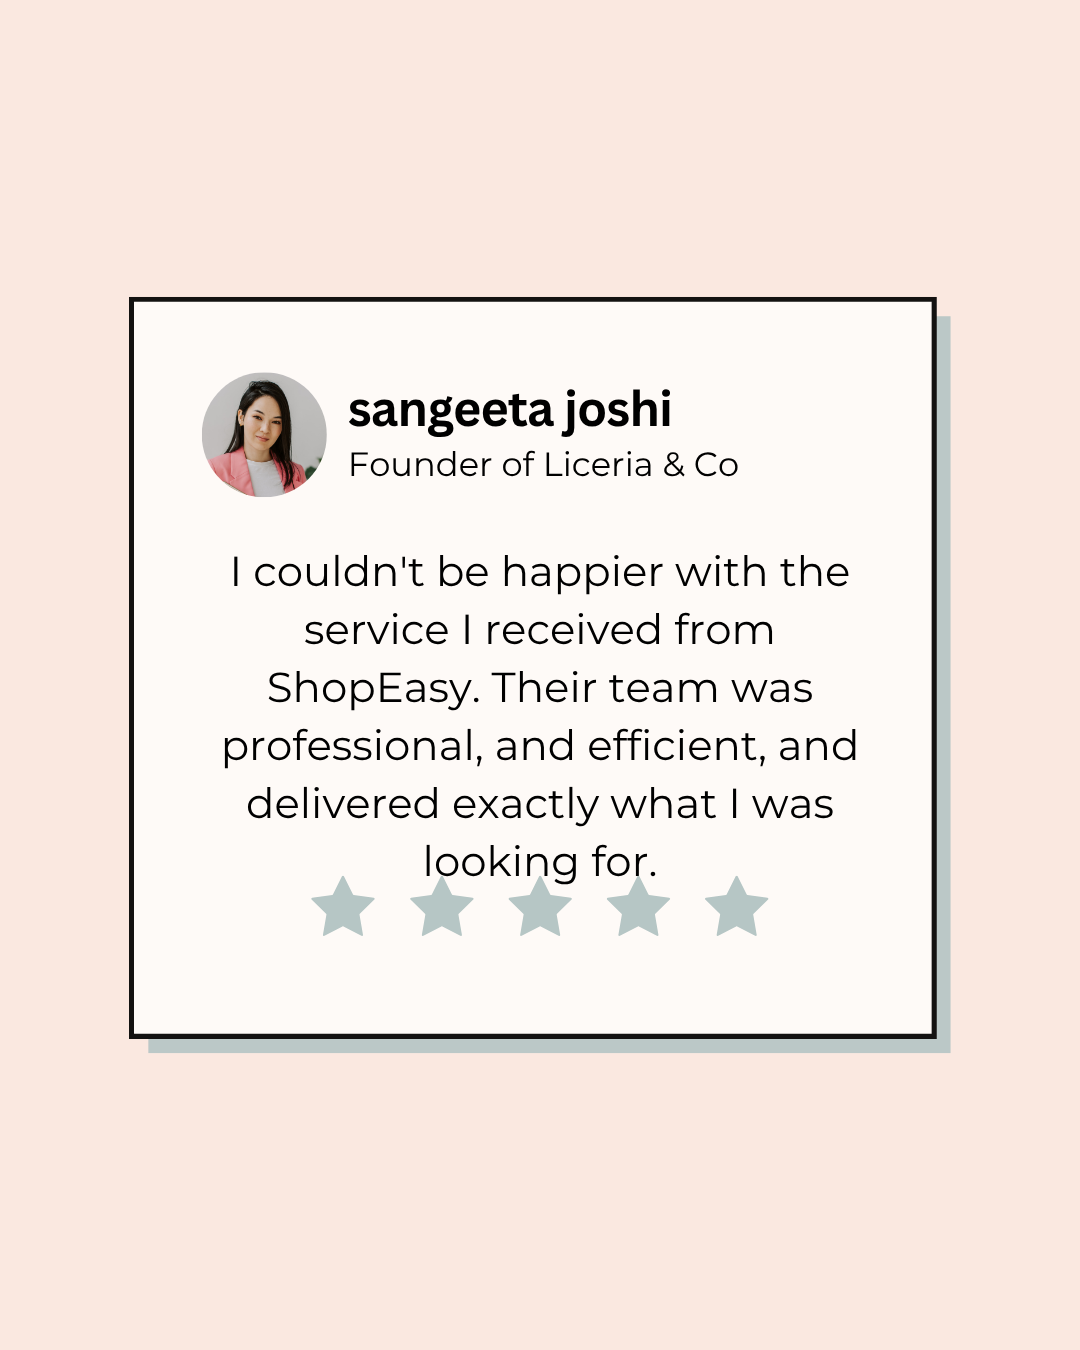 sangeeta joshi
Founder of Liceria & Co
I couldn't be happier with the
service I received from
ShopEasy. Their team was
professional, and efficient, and
delivered exactly what I was
looking for.